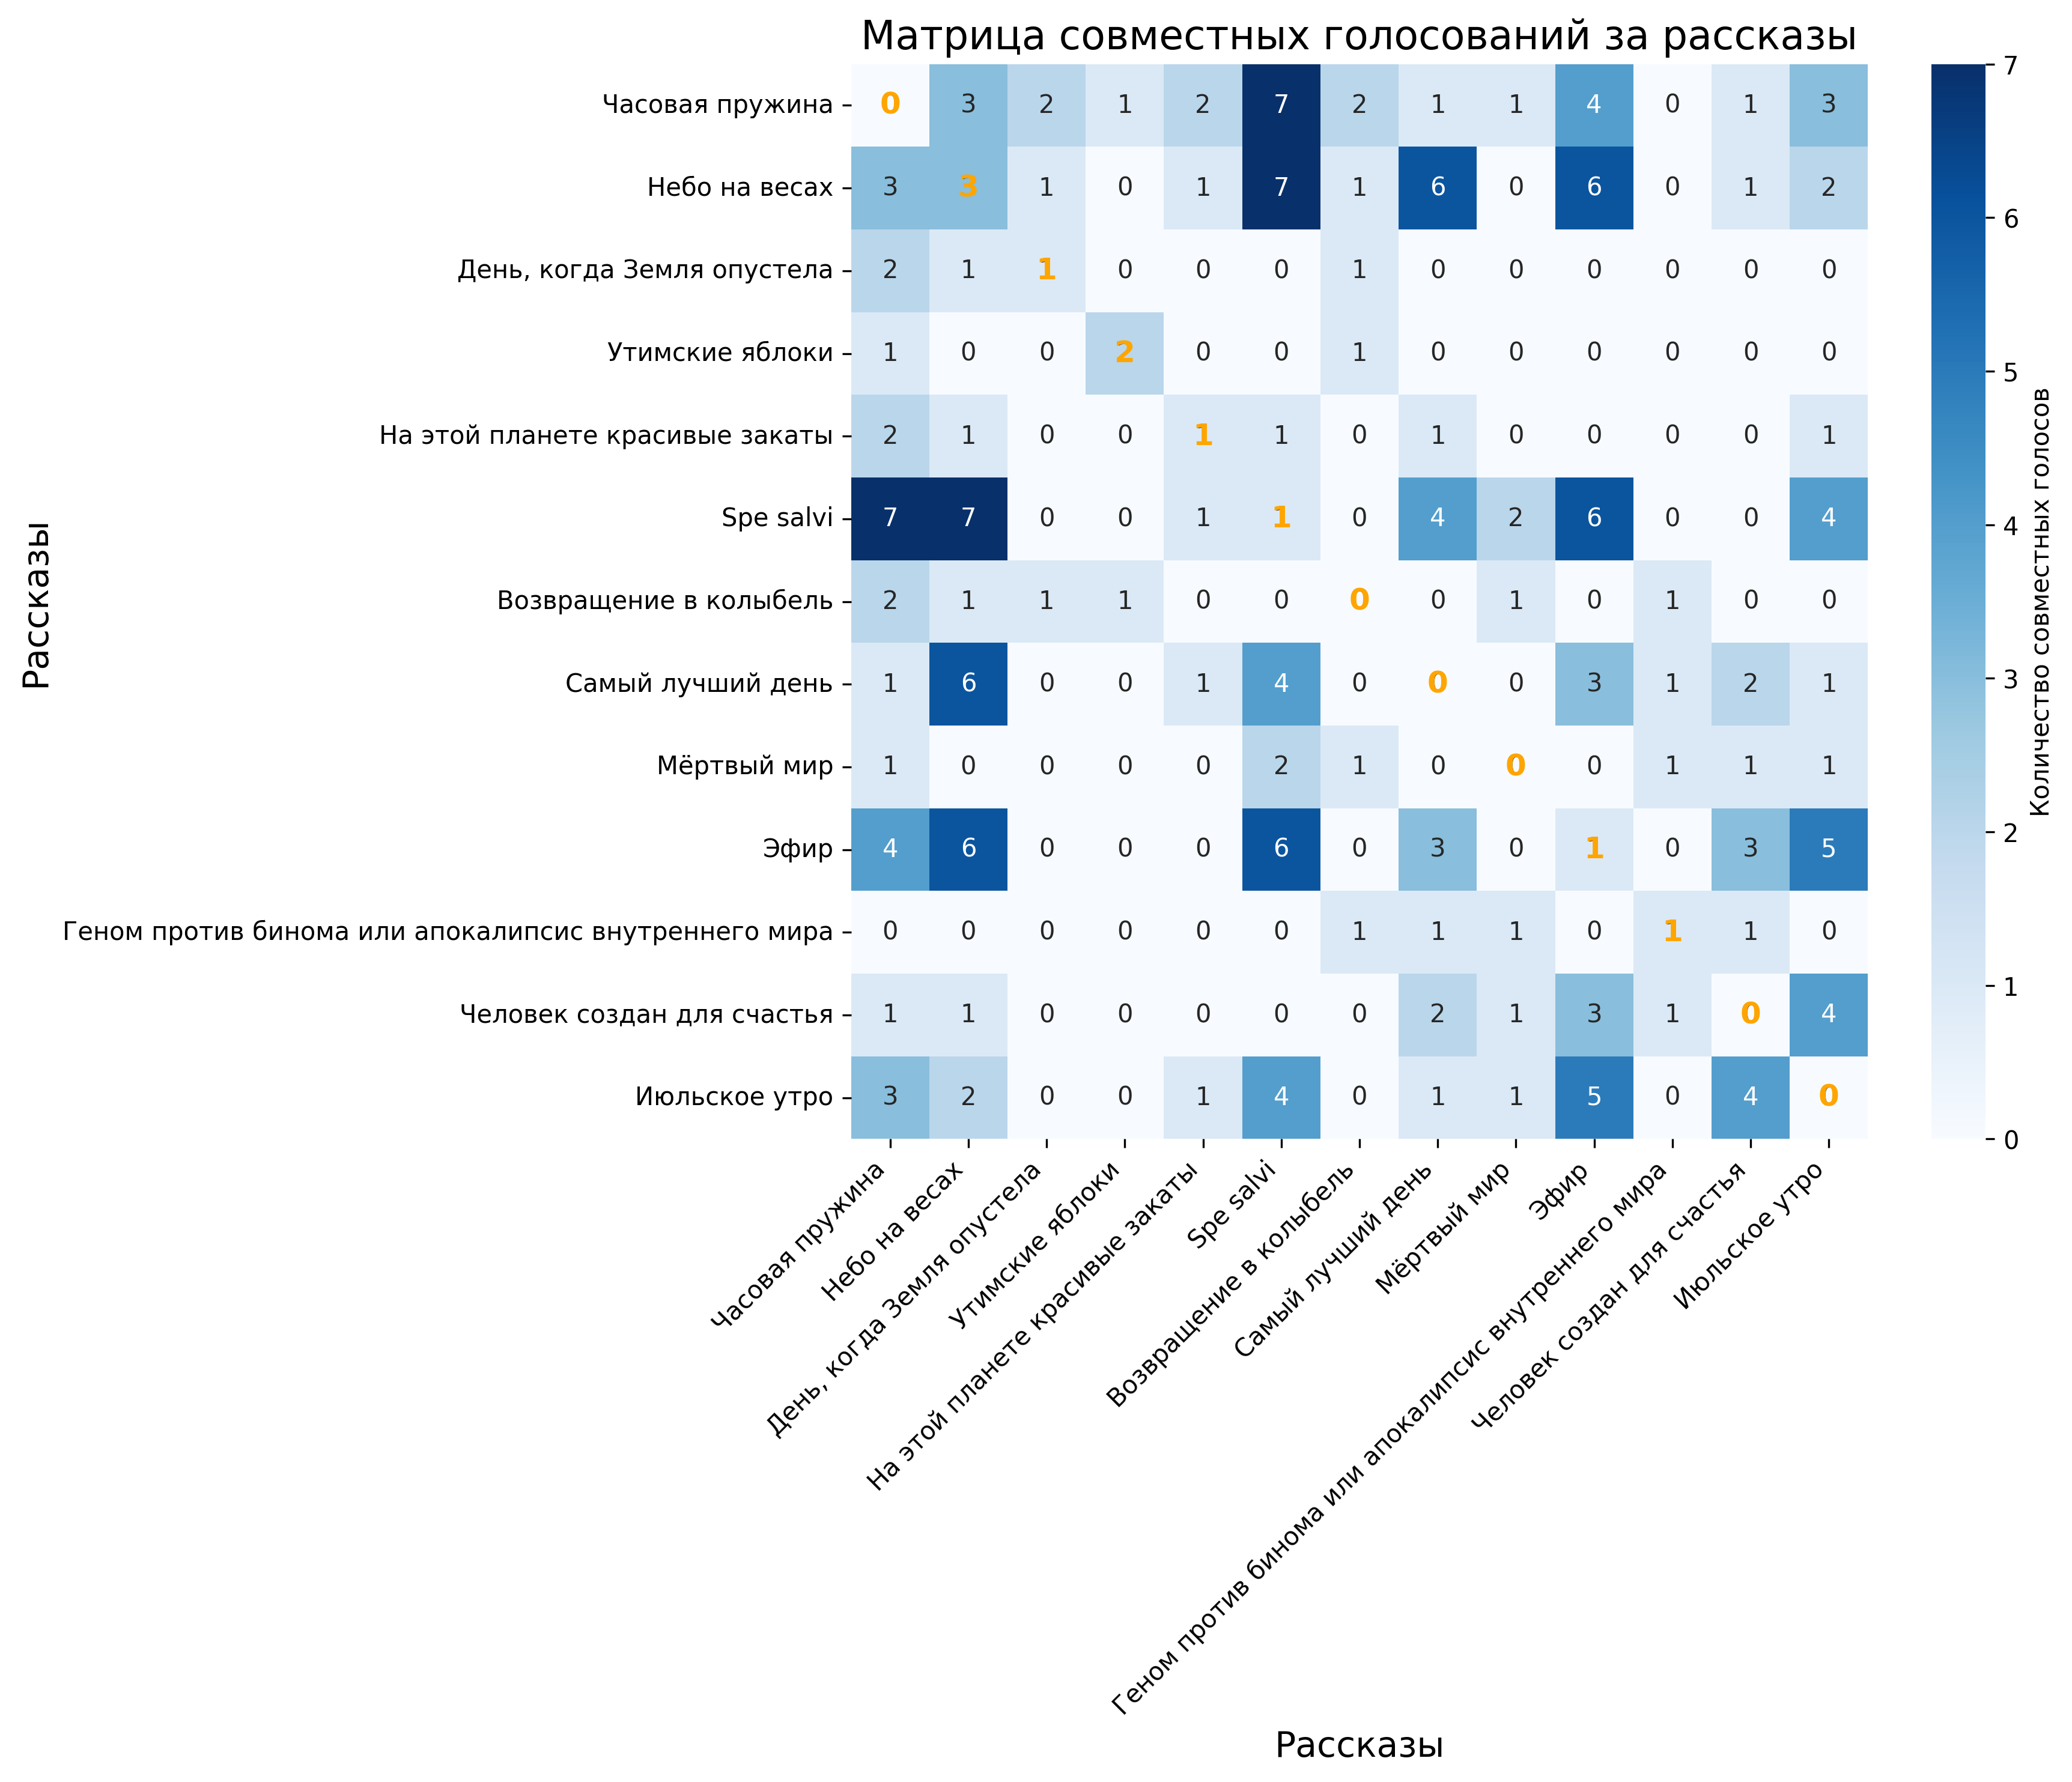 Матрица совместных голосований за рассказы
Часовая пружина 0 3 2 1 2 7 2 1 1 4 0 1 3
Небо на весах 3 3 1 0 1 7 1 6 0 6 0 1 2
День, когда Земля опустела 2 1 1 0 0 0 1 0 0 0 0 0 0
Утимские яблоки 1 0 0 2 0 0 1 0 0 0 0 0 0
На этой планете красивые закаты 2 1 0 0 1 1 0 1 0 0 0 0 1
Spe salvi 7 7 0 0 1 1 0 4 2 6 0 0 4
Возвращение в колыбель 2 1 1 1 0 0 0 0 1 0 1 0 0
Самый лучший день 1 6 0 0 1 4 0 0 0 3 1 2 1
Мёртвый мир 1 0 0 0 0 2 1 0 0 0 1 1 1
Эфир 4 6 0 0 0 6 0 3 0 1 0 3 5
Геном против бинома или апокалипсис внутреннего мира 0 0 0 0 0 0 1 1 1 0 1 1 0
Человек создан для счастья 1 1 0 0 0 0 0 2 1 3 1 0 4
Июльское утро 3 2 0 0 1 4 0 1 1 5 0 4 0
Рассказы
Часовая пружина
Небо на весах
День, когда Земля опустела
Утимские яблоки
На этой планете красивые закаты
Spe salvi
Возвращение в колыбель
Самый лучший день
Мёртвый мир
Эфир
Геном против бинома или апокалипсис внутреннего мира
Человек создан для счастья
Июльское утро
Рассказы
7
6
5
4
3
2
1
0
Количество совместных голосов